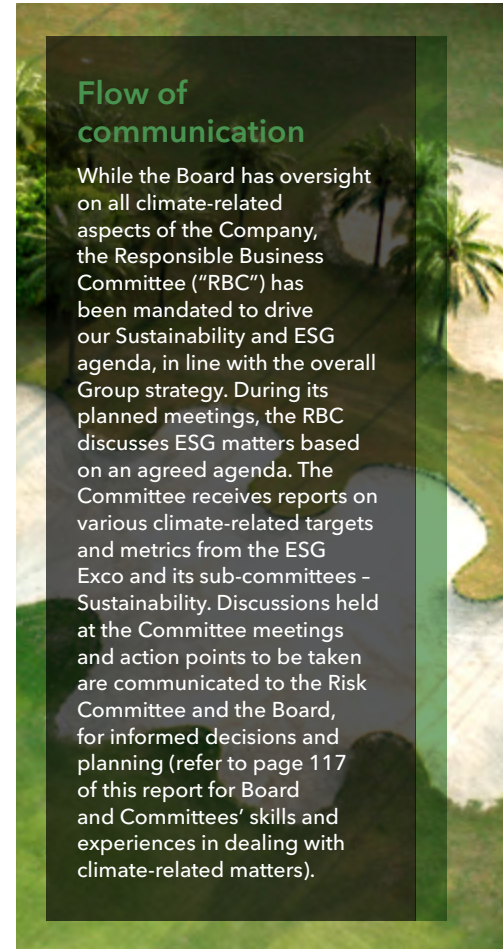 Flow of
communication
While the Board has oversight
on all climate-related
aspects of the Company,
the Responsible Business
Committee (“RBC”) has
been mandated to drive
our Sustainability and ESG
agenda, in line with the overall
Group strategy. During its
planned meetings, the RBC
discusses ESG matters based
on an agreed agenda. The
Committee receives reports on
various climate-related targets
and metrics from the ESG
Exco and its sub-committees –
Sustainability. Discussions held
at the Committee meetings
and action points to be taken
are communicated to the Risk
Committee and the Board,
for informed decisions and
planning (refer to page 117
of this report for Board
and Committees’ skills and
experiences in dealing with
climate-related matters).